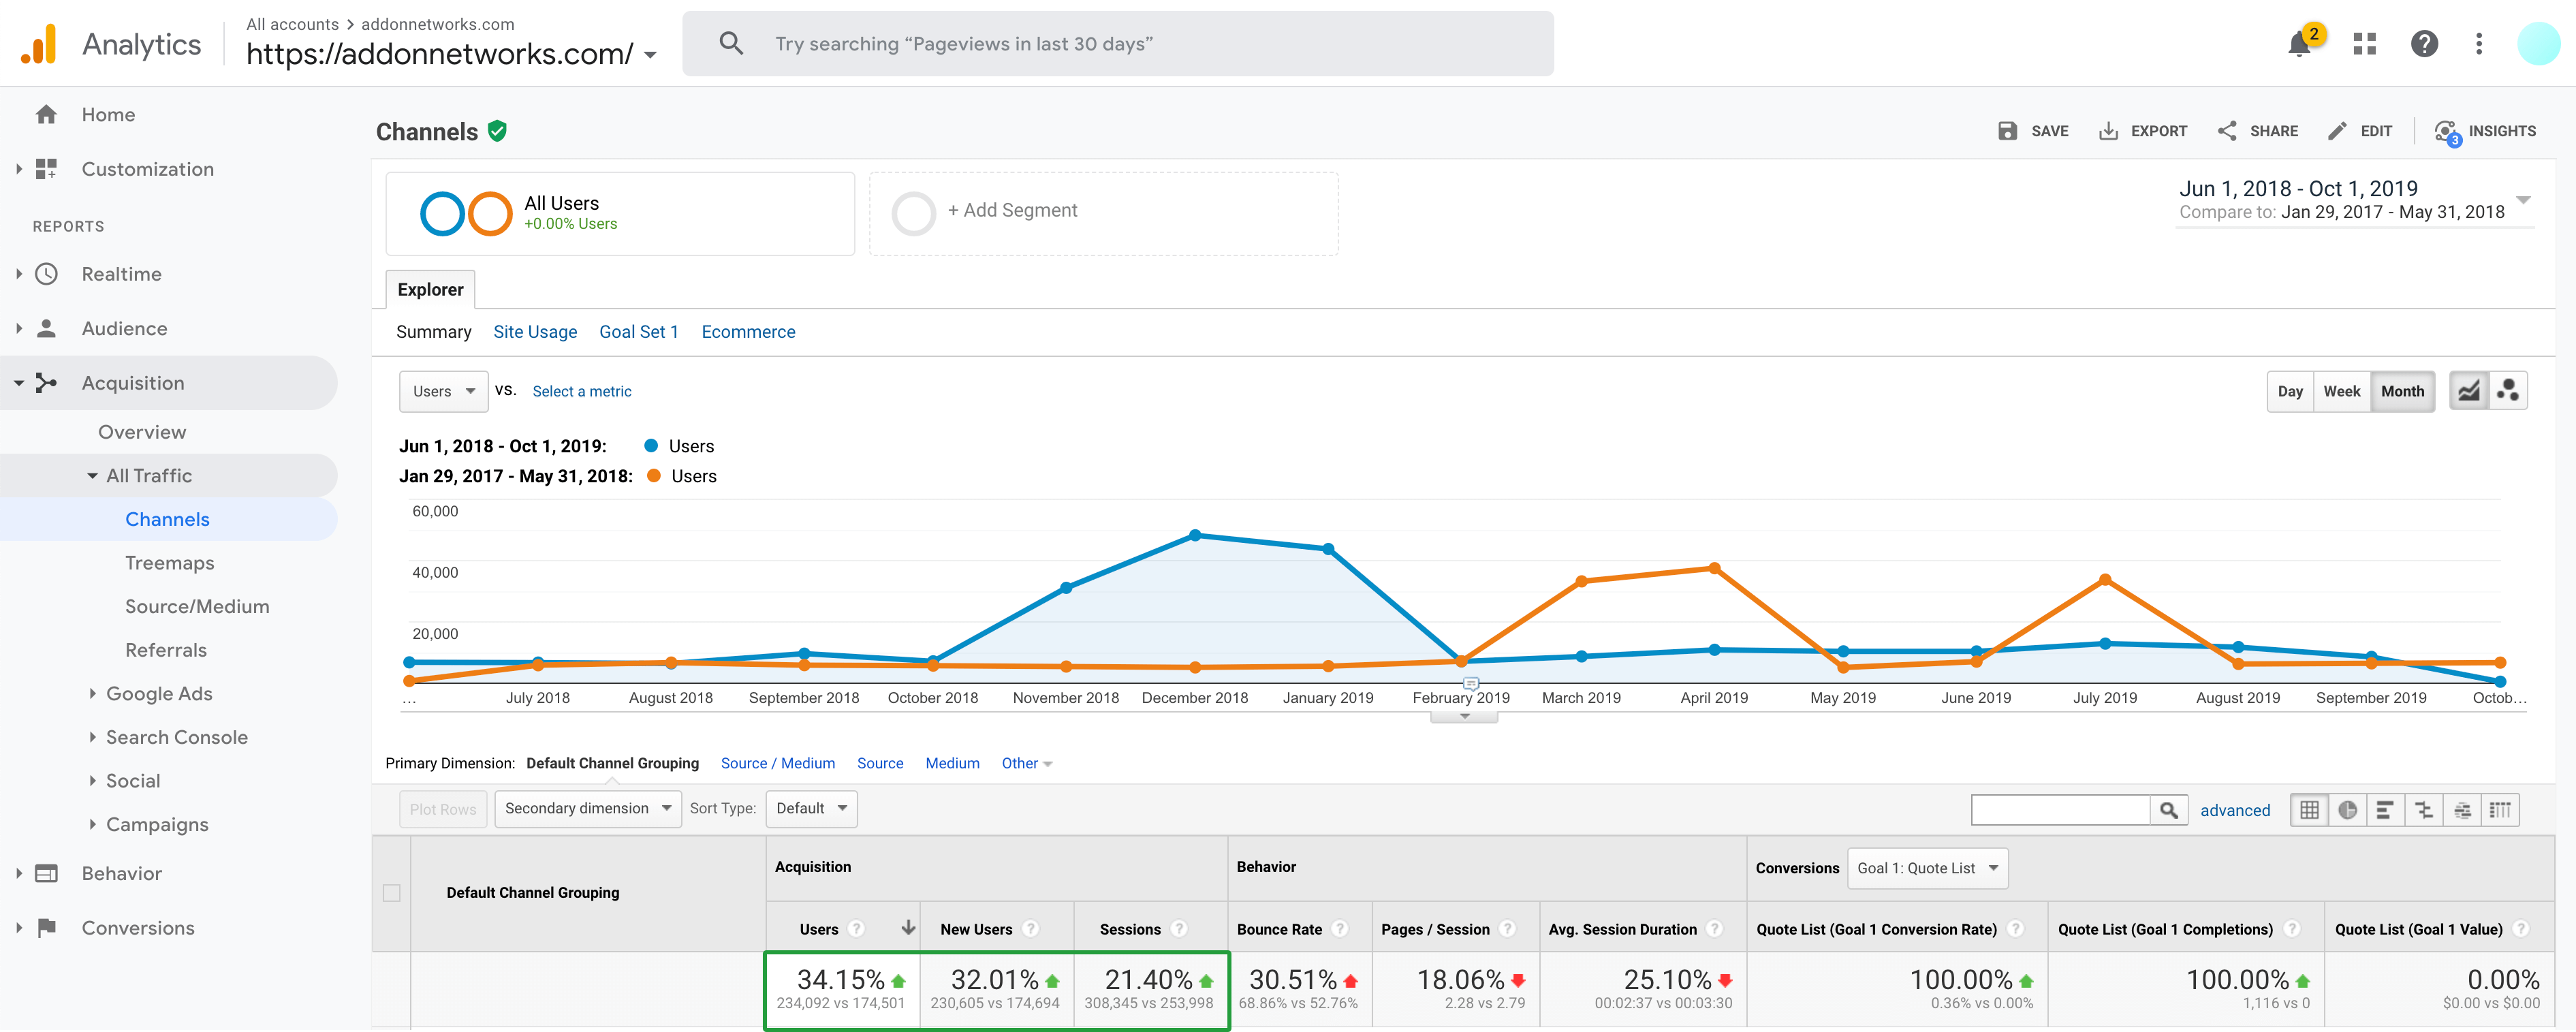 Analytics
All accounts > addonnetworks.com
https://addonnetworks.com/
Try searching “Pageviews in last 30 days”
2
Home
Customization
REPORTS
Realtime
Audience
Acquisition
Overview
All Traffic
Channels
Treemaps
Source/Medium
Referrals
Google Ads
Search Console
Social
Campaigns
Behavior
Conversions
Channels
SAVE
EXPORT
SHARE
EDIT
3
INSIGHTS
All Users
+0.00% Users
+ Add Segment
Jun 1, 2018 - Oct 1, 2019
Compare to: Jan 29, 2017 - May 31, 2018
Explorer
Summary Site Usage Goal Set 1 Ecommerce
Users vs. Select a metric
Day Week Month
Jun 1, 2018 - Oct 1, 2019: Users
Jan 29, 2017 - May 31, 2018: Users
60,000
40,000
20,000
... July 2018 August 2018 September 2018 October 2018 November 2018 December 2018 January 2019 February 2019 March 2019 April 2019 May 2019 June 2019 July 2019 August 2019 September 2019 Octob...
Primary Dimension: Default Channel Grouping Source / Medium Source Medium Other
Plot Rows Secondary dimension Sort Type: Default
advanced
Default Channel Grouping
Acquisition Behavior Conversions Goal 1: Quote List
Users ? New Users ? Sessions ? Bounce Rate ? Pages / Session ? Avg. Session Duration ? Quote List (Goal 1 Conversion Rate) ? Quote List (Goal 1 Completions) ? Quote List (Goal 1 Value) ?
34.15% 32.01% 21.40% 30.51% 18.06% 25.10% 100.00% 100.00% 0.00%
234,092 vs 174,501 230,605 vs 174,694 308,345 vs 253,998 68.86% vs 52.76% 2.28 vs 2.79 00:02:37 vs 00:03:30 0.36% vs 0.00% 1,116 vs 0 $0.00 vs $0.00